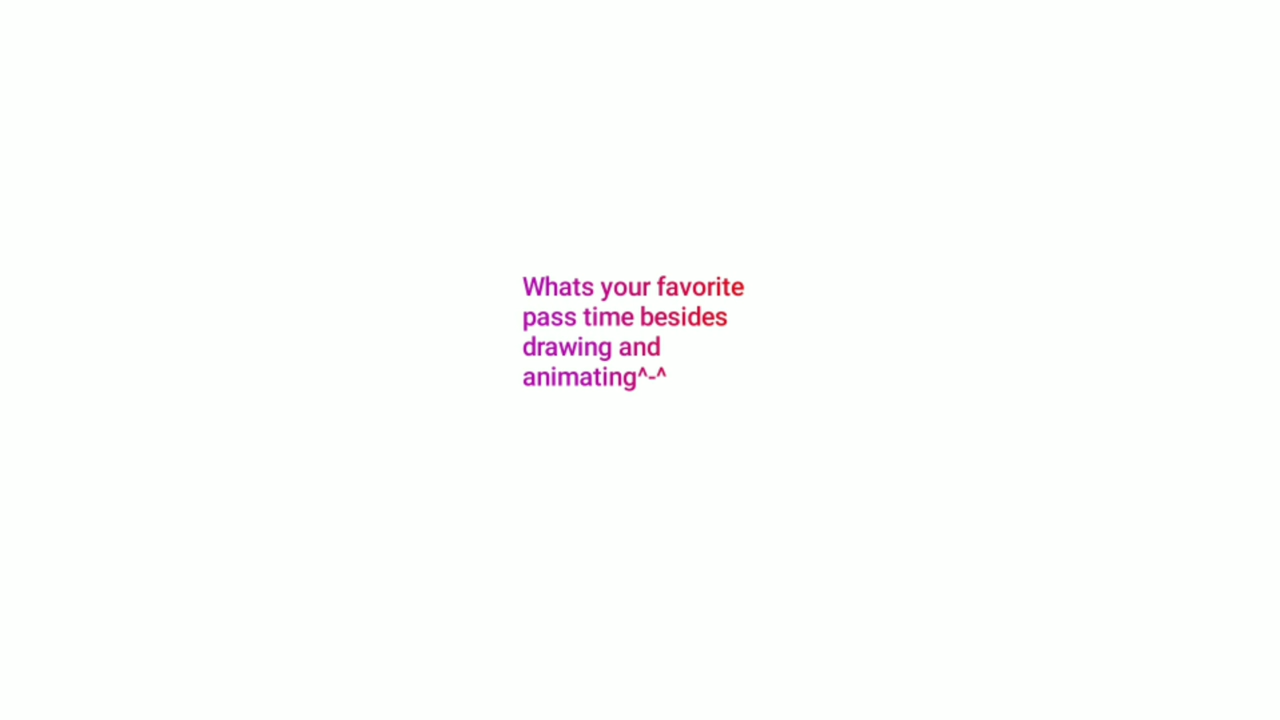 Whats your favorite
pass time besides
drawing and
animating^-^